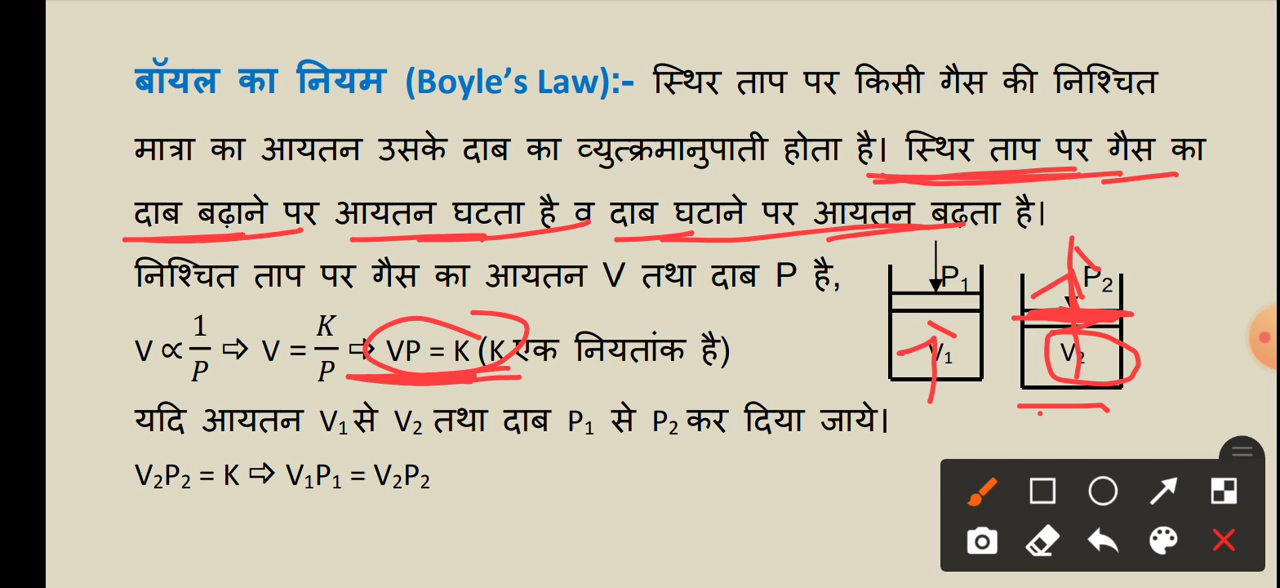 बॉयल का नियम (Boyle’s Law):- स्थिर ताप पर किसी गैस की निश्चित
मात्रा का आयतन उसके दाब का व्युत्क्रमानुपाती होता है। स्थिर ताप पर गैस का
दाब बढ़ाने पर आयतन घटता है व दाब घटाने पर आयतन बढ़ता है।
निश्चित ताप पर गैस का आयतन V तथा दाब P है,
V ∝ 1/P ⇨ V = K/P ⇨ VP = K (K एक नियतांक है)
यदि आयतन V₁ से V₂ तथा दाब P₁ से P₂ कर दिया जाये।
V₂P₂ = K ⇨ V₁P₁ = V₂P₂
P₁
P₂
V₁
V₂